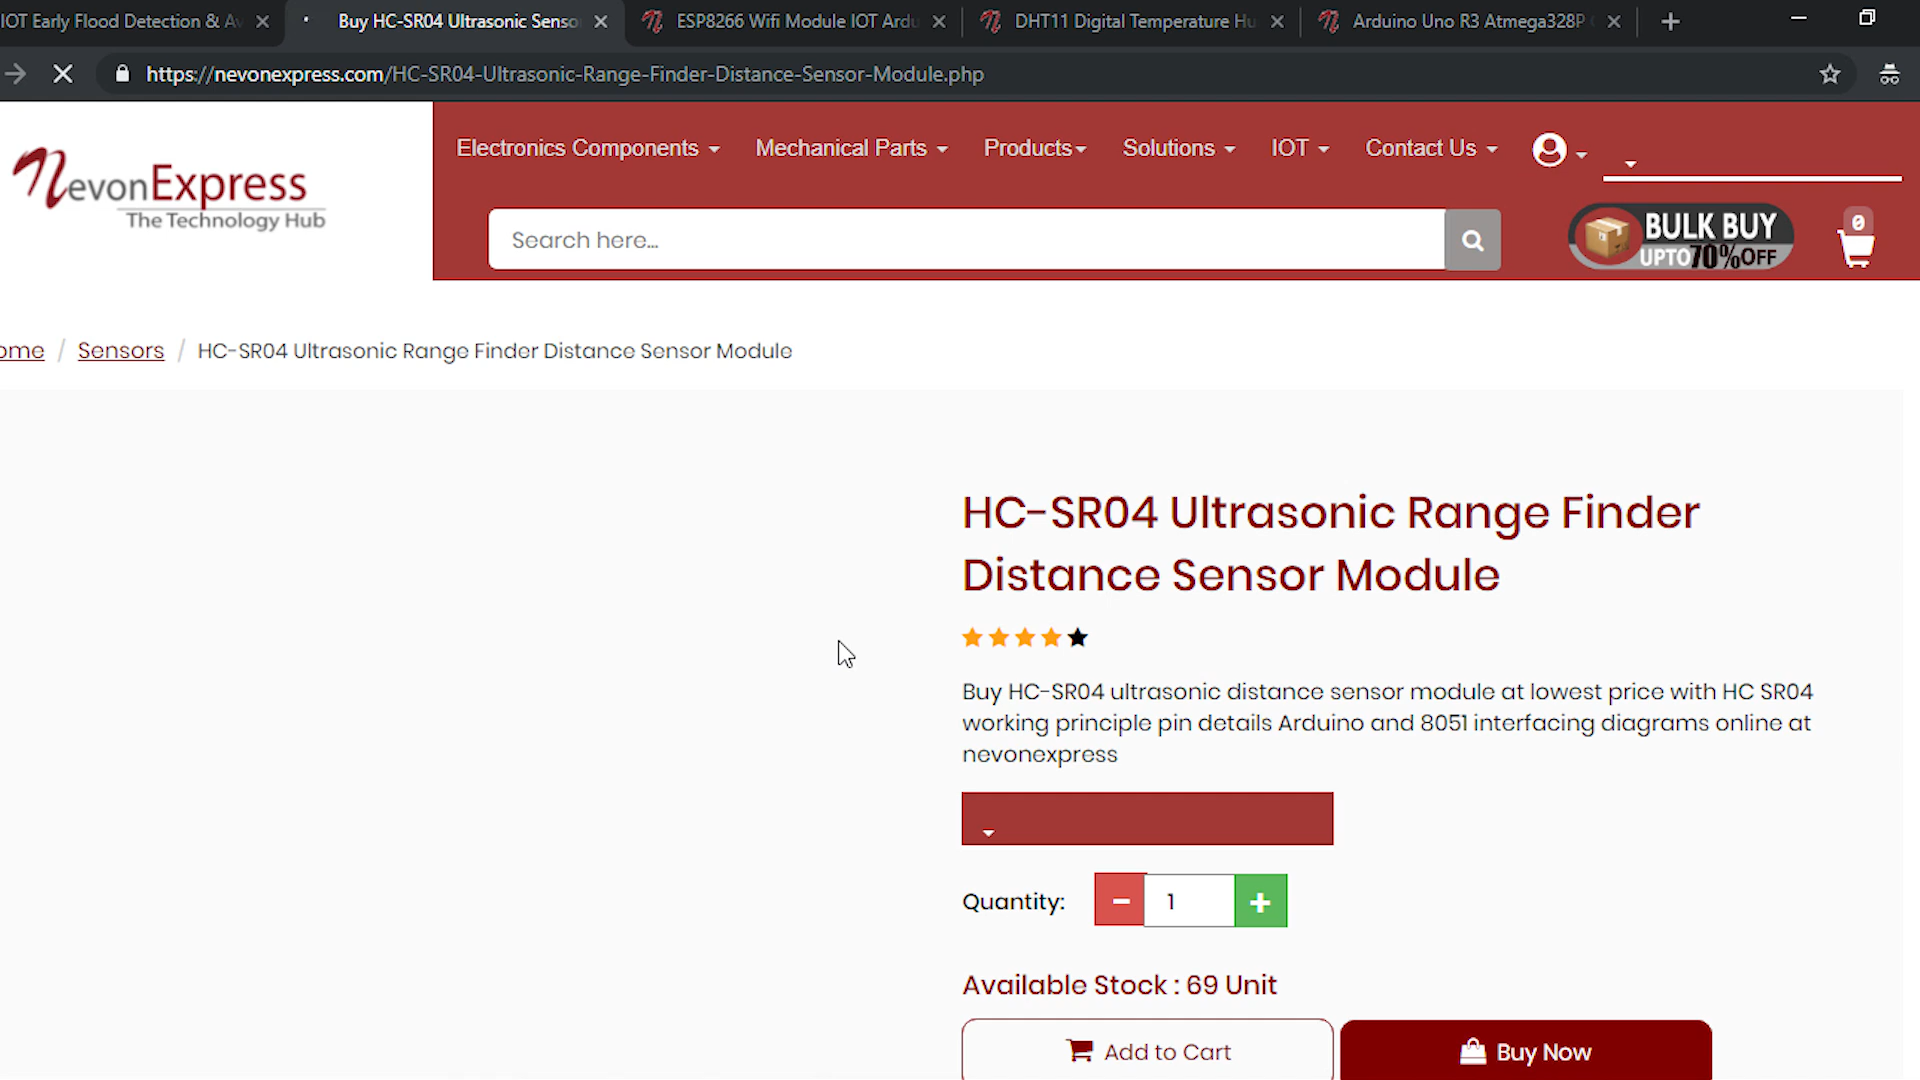 IOT Early Flood Detection & Av
Buy HC-SR04 Ultrasonic Senso
ESP8266 Wifi Module IOT Ardu
DHT11 Digital Temperature Hu
Arduino Uno R3 Atmega328P
https://nevonexpress.com/HC-SR04-Ultrasonic-Range-Finder-Distance-Sensor-Module.php
NevonExpress
The Technology Hub
Electronics Components
Mechanical Parts
Products
Solutions
IOT
Contact Us
Search here...
BULK BUY
UPTO 70% OFF
0
ome / Sensors / HC-SR04 Ultrasonic Range Finder Distance Sensor Module
HC-SR04 Ultrasonic Range Finder
Distance Sensor Module
Buy HC-SR04 ultrasonic distance sensor module at lowest price with HC SR04
working principle pin details Arduino and 8051 interfacing diagrams online at
nevonexpress
Quantity: − 1 +
Available Stock : 69 Unit
Add to Cart
Buy Now